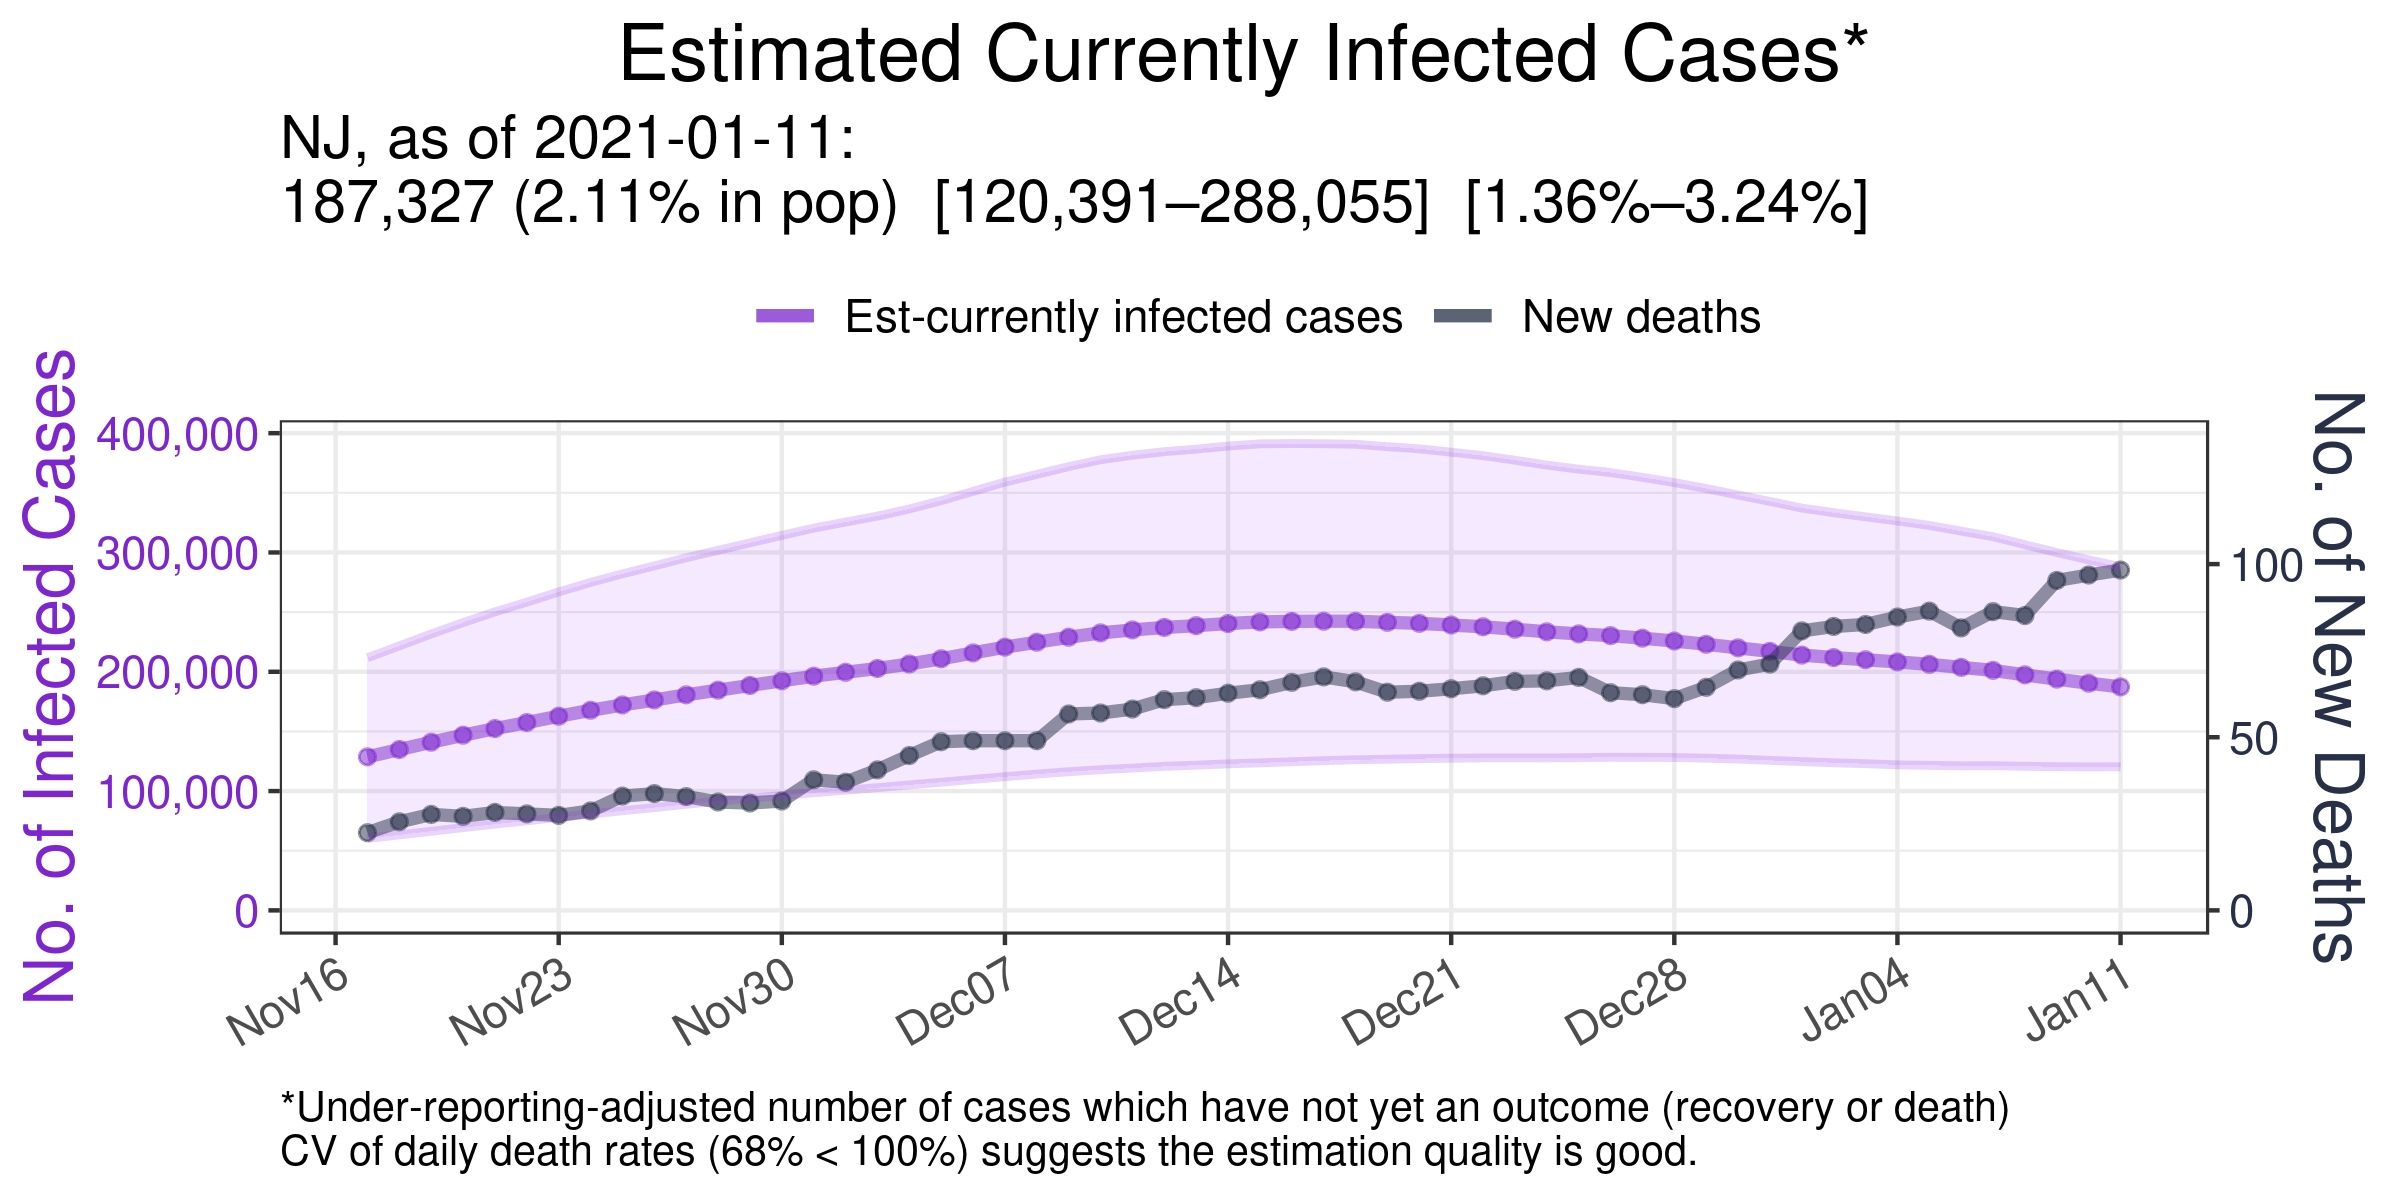 Estimated Currently Infected Cases*
NJ, as of 2021-01-11:
187,327 (2.11% in pop)  [120,391–288,055]  [1.36%–3.24%]
Est-currently infected cases
New deaths
No. of Infected Cases
400,000
300,000
200,000
100,000
0
No. of New Deaths
100
50
0
Nov16
Nov23
Nov30
Dec07
Dec14
Dec21
Dec28
Jan04
Jan11
*Under-reporting-adjusted number of cases which have not yet an outcome (recovery or death)
CV of daily death rates (68% < 100%) suggests the estimation quality is good.